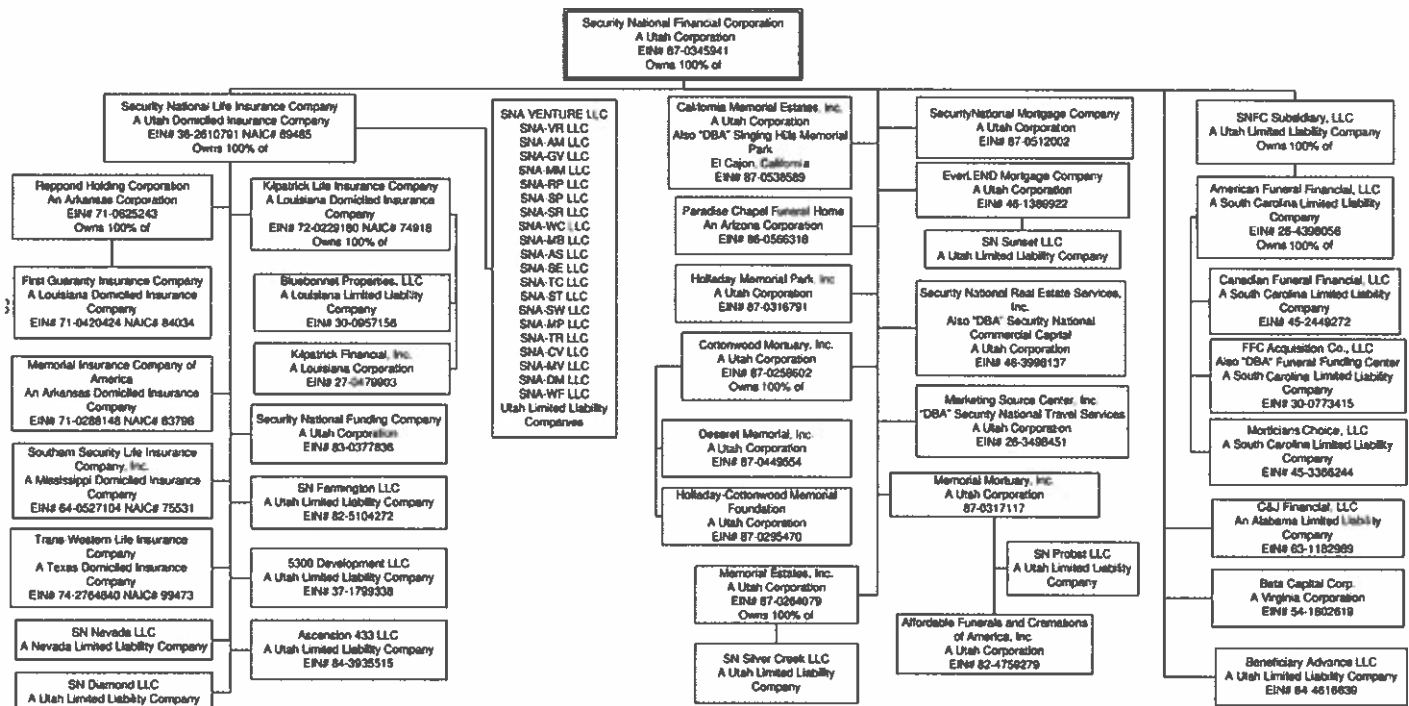 Security National Financial Corporation
A Utah Corporation
EIN# 87-0345941
Owns 100% of
Security National Life Insurance Company
A Utah Domiciled Insurance Company
EIN# 36-2610791 NAIC# 69485
Owns 100% of
Reppond Holding Corporation
An Arkansas Corporation
EIN# 71-0625243
Owns 100% of
First Guaranty Insurance Company
A Louisiana Domiciled Insurance
Company
EIN# 71-0420424 NAIC# 84034
Memorial Insurance Company of
America
An Arkansas Domiciled Insurance
Company
EIN# 71-0288148 NAIC# 83798
Southern Security Life Insurance
Company, Inc.
A Mississippi Domiciled Insurance
Company
EIN# 64-0527104 NAIC# 75531
Trans-Western Life Insurance
Company
A Texas Domiciled Insurance
Company
EIN# 74-2764840 NAIC# 99473
SN Nevada LLC
A Nevada Limited Liability Company
SN Diamond LLC
A Utah Limited Liability Company
Kilpatrick Life Insurance Company
A Louisiana Domiciled Insurance
Company
EIN# 72-0229180 NAIC# 74918
Owns 100% of
Bluebonnet Properties, LLC
A Louisiana Limited Liability
Company
EIN# 30-0957156
Kilpatrick Financial, Inc.
A Louisiana Corporation
EIN# 27-0479903
Security National Funding Company
A Utah Corporation
EIN# 83-0377836
SN Farmington LLC
A Utah Limited Liability Company
EIN# 82-5104272
5300 Development LLC
A Utah Limited Liability Company
EIN# 37-1799338
Ascension 433 LLC
A Utah Limited Liability Company
EIN# 84-3935515
SNA VENTURE LLC
SNA-VR LLC
SNA-AM LLC
SNA-GV LLC
SNA-MM LLC
SNA-RP LLC
SNA-SP LLC
SNA-SR LLC
SNA-WC LLC
SNA-MB LLC
SNA-AS LLC
SNA-SE LLC
SNA-TC LLC
SNA-ST LLC
SNA-SW LLC
SNA-MP LLC
SNA-TR LLC
SNA-CV LLC
SNA-MV LLC
SNA-DM LLC
SNA-WF LLC
Utah Limited Liability
Companies
California Memorial Estates, Inc.
A Utah Corporation
Also "DBA" Singing Hills Memorial
Park
El Cajon, California
EIN# 87-0538589
Paradise Chapel Funeral Home
An Arizona Corporation
EIN# 86-0566316
Holladay Memorial Park, Inc
A Utah Corporation
EIN# 87-0316791
Cottonwood Mortuary, Inc.
A Utah Corporation
EIN# 87-0258602
Owns 100% of
Deseret Memorial, Inc.
A Utah Corporation
EIN# 87-0449654
Holladay-Cottonwood Memorial
Foundation
A Utah Corporation
EIN# 87-0295470
Memorial Estates, Inc.
A Utah Corporation
EIN# 87-0264079
Owns 100% of
SN Silver Creek LLC
A Utah Limited Liability
Company
SecurityNational Mortgage Company
A Utah Corporation
EIN# 87-0512002
EverLEND Mortgage Company
A Utah Corporation
EIN# 46-1389922
SN Sunset LLC
A Utah Limited Liability Company
Security National Real Estate Services,
Inc.
Also "DBA" Security National
Commercial Capital
A Utah Corporation
EIN# 46-3998137
Marketing Source Center, Inc.
"DBA" Security National Travel Services
A Utah Corporation
EIN# 26-3498451
Memorial Mortuary, Inc.
A Utah Corporation
87-0317117
SN Probst LLC
A Utah Limited Liability
Company
Affordable Funerals and Cremations
of America, Inc.
A Utah Corporation
EIN# 82-4759279
SNFC Subsidiary, LLC
A Utah Limited Liability Company
Owns 100% of
American Funeral Financial, LLC
A South Carolina Limited Liability
Company
EIN# 26-4398056
Owns 100% of
Canadian Funeral Financial, LLC
A South Carolina Limited Liability
Company
EIN# 45-2449272
FFC Acquisition Co., LLC
Also "DBA" Funeral Funding Center
A South Carolina Limited Liability
Company
EIN# 30-0773415
Morticians Choice, LLC
A South Carolina Limited Liability
Company
EIN# 45-3366244
C&J Financial, LLC
An Alabama Limited Liability
Company
EIN# 63-1182989
Beta Capital Corp.
A Virginia Corporation
EIN# 54-1802619
Beneficiary Advance LLC
A Utah Limited Liability Company
EIN# 84 4616639